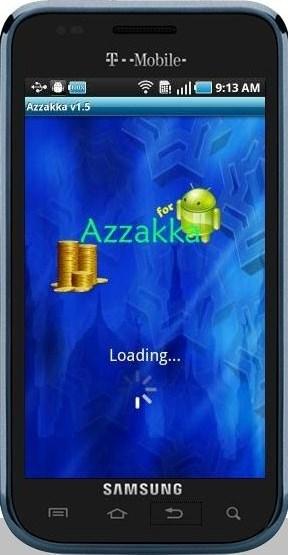 T··Mobile·
9:13 AM
Azzakka v1.5
for
Azzakka
Loading...
SAMSUNG